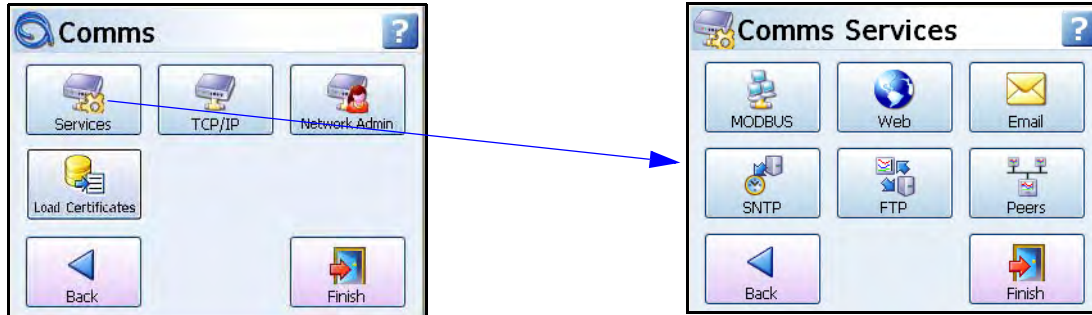 Comms
?
Services
TCP/IP
Network Admin
Load Certificates
Back
Finish
Comms Services
?
MODBUS
Web
Email
SNTP
FTP
Peers
Back
Finish